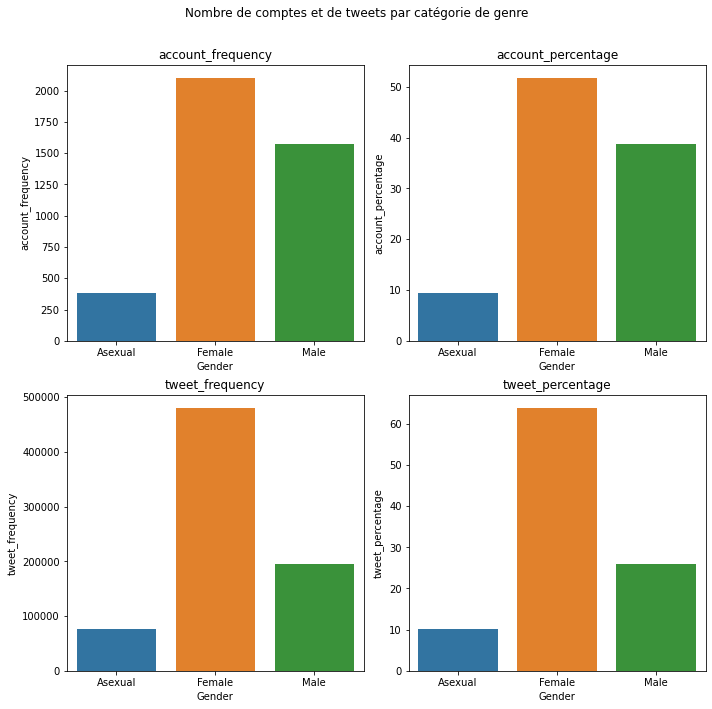 Nombre de comptes et de tweets par catégorie de genre
account_frequency
account_frequency
2000
1750
1500
1250
1000
750
500
250
0
Asexual Female Male
Gender
account_percentage
account_percentage
50
40
30
20
10
0
Asexual Female Male
Gender
tweet_frequency
tweet_frequency
500000
400000
300000
200000
100000
0
Asexual Female Male
Gender
tweet_percentage
tweet_percentage
60
50
40
30
20
10
0
Asexual Female Male
Gender